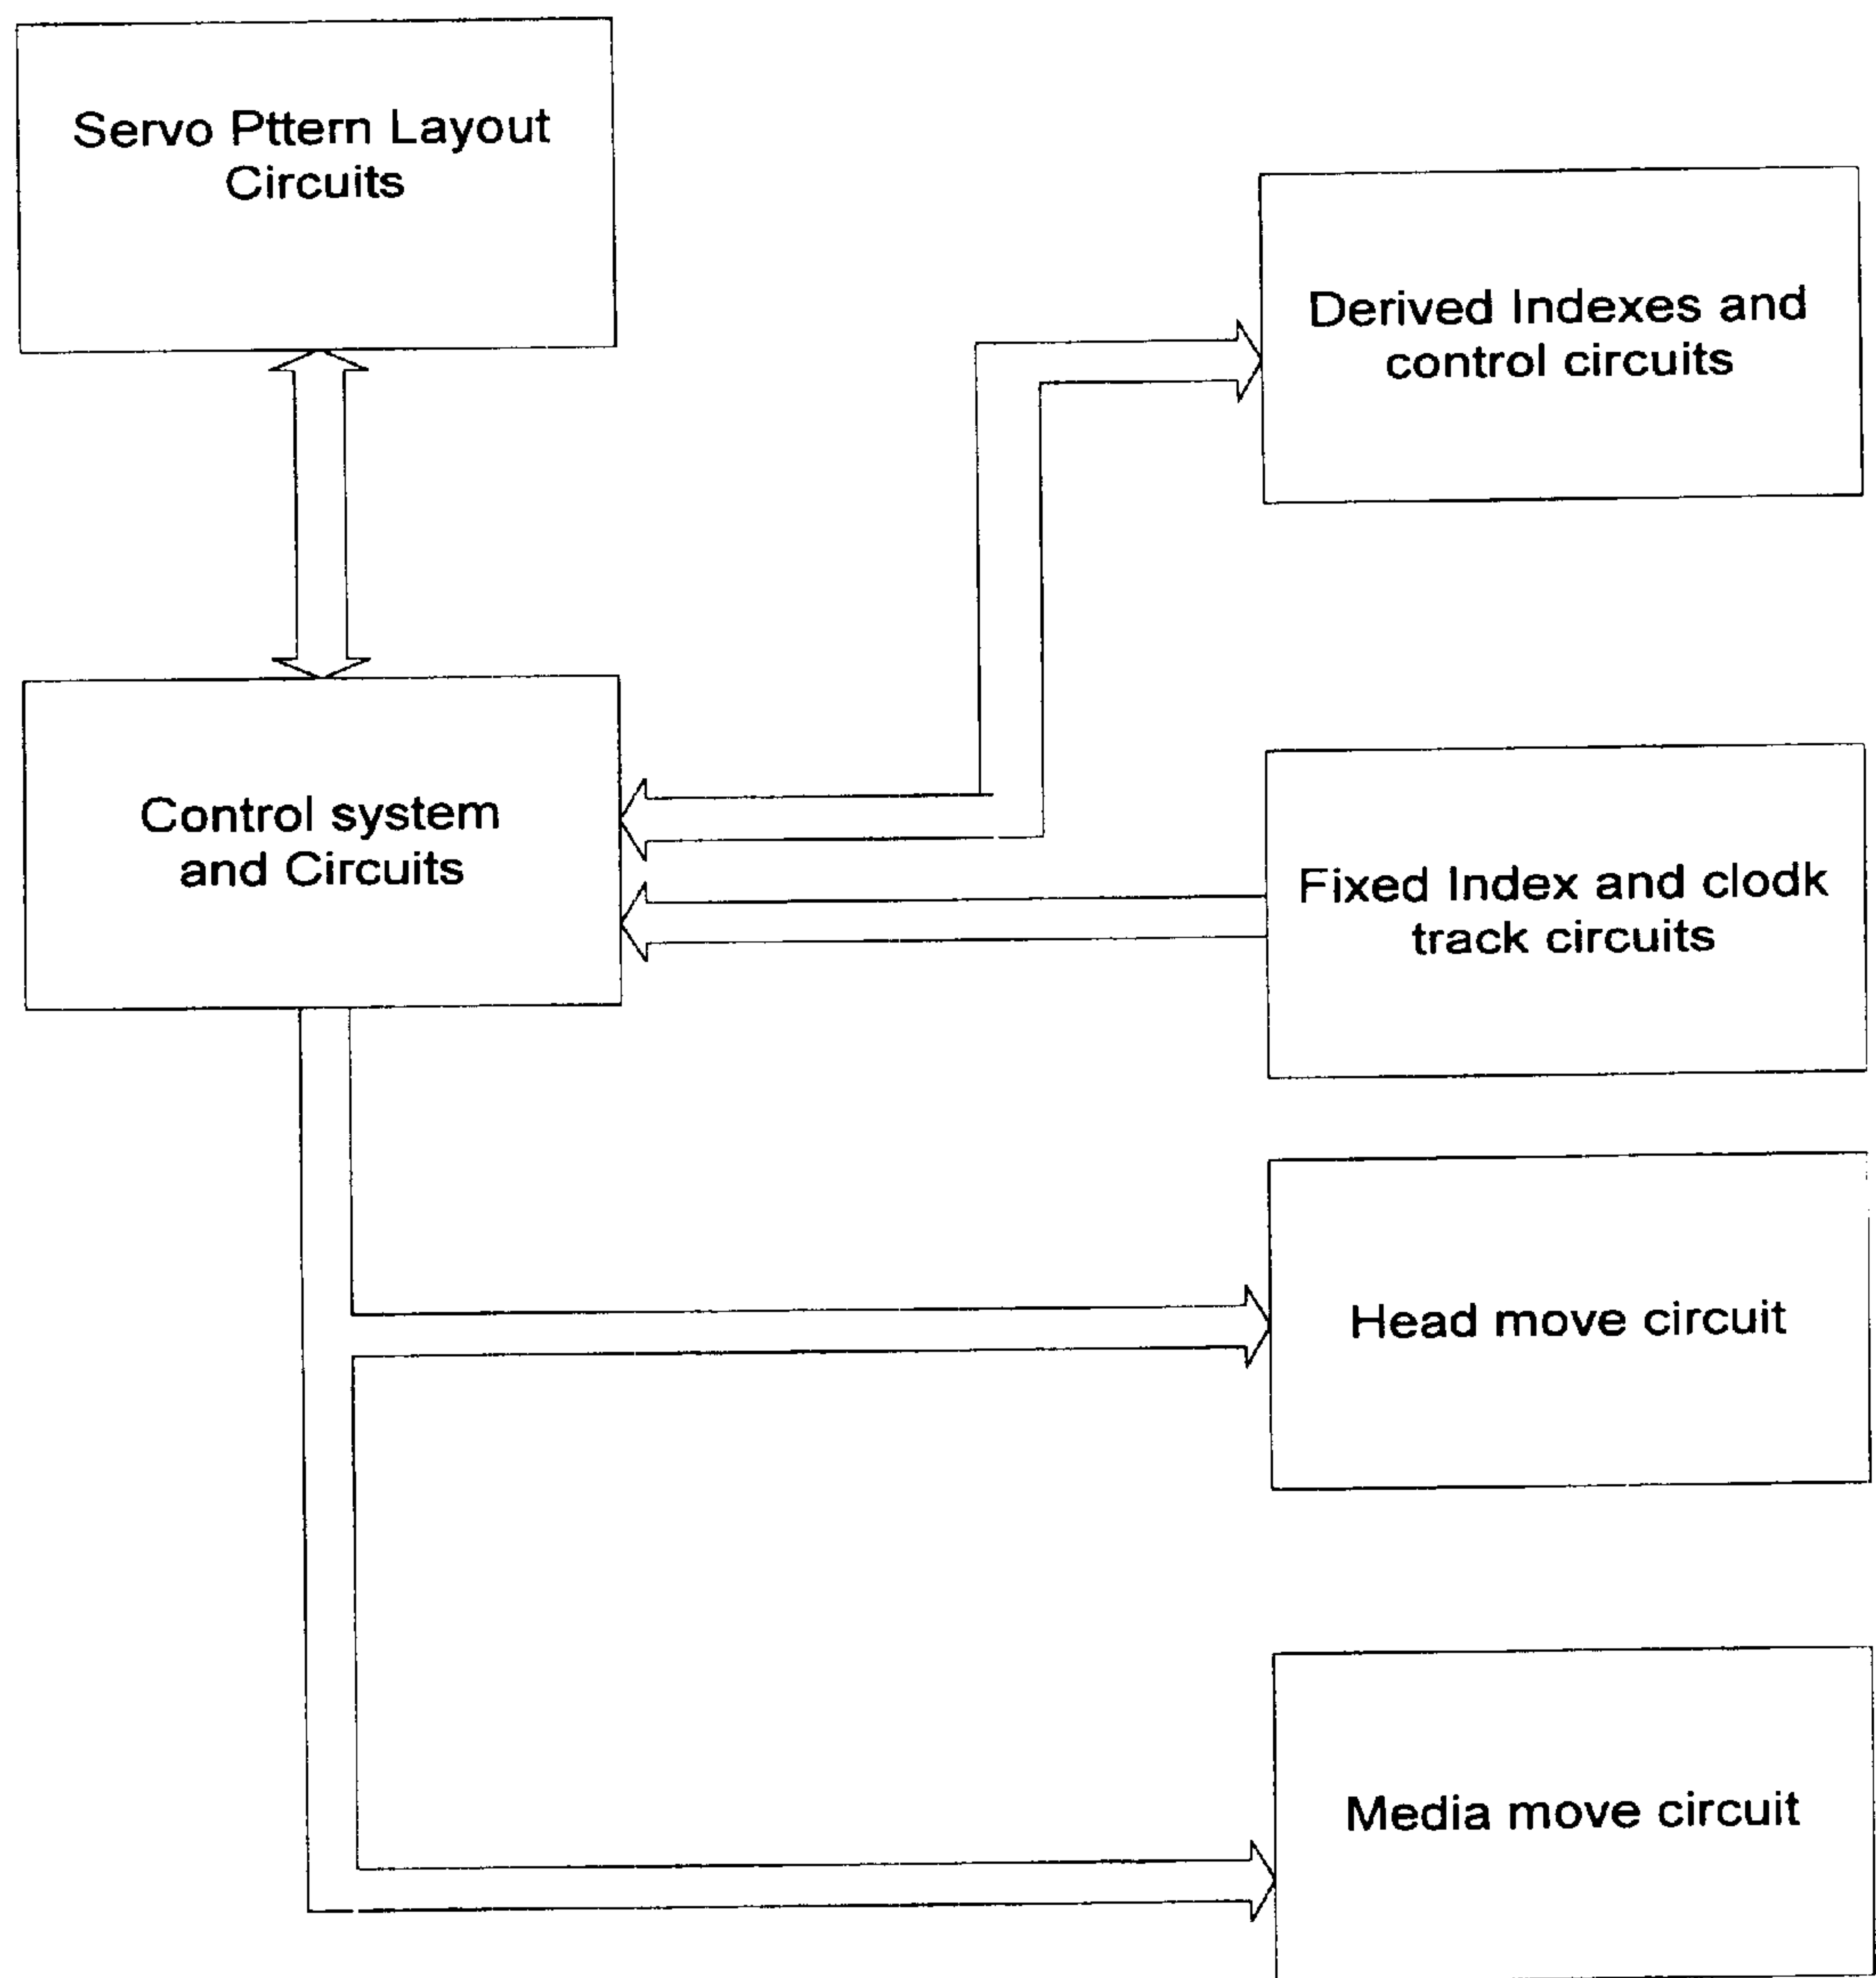 Servo Pttern Layout
Circuits
Derived Indexes and
control circuits
Control system
and Circuits
Fixed Index and clodk
track circuits
Head move circuit
Media move circuit